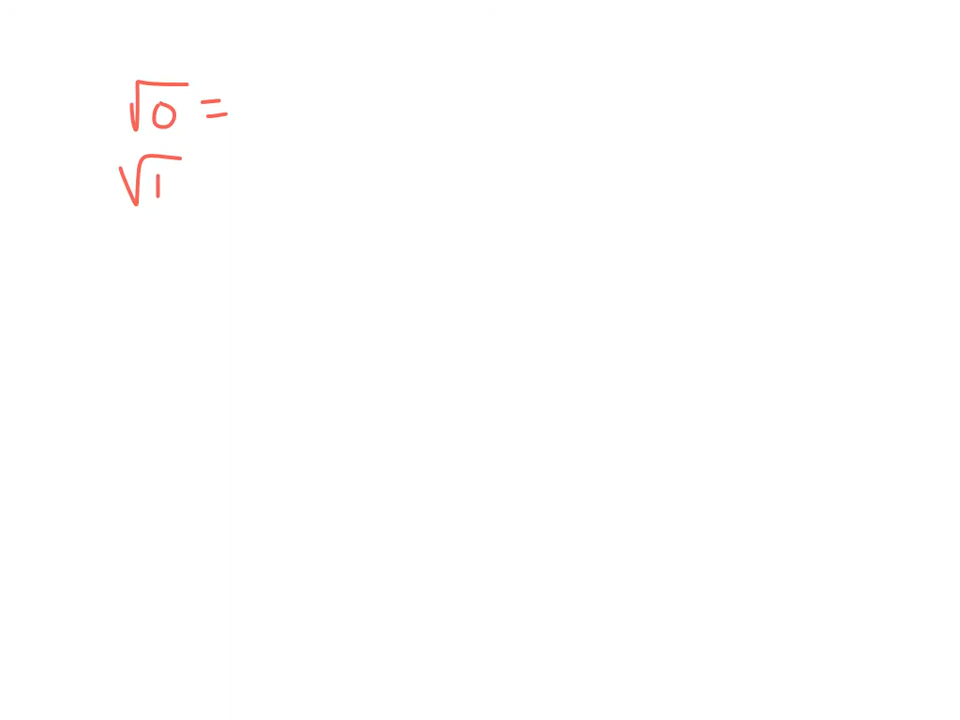 √0 =
√1